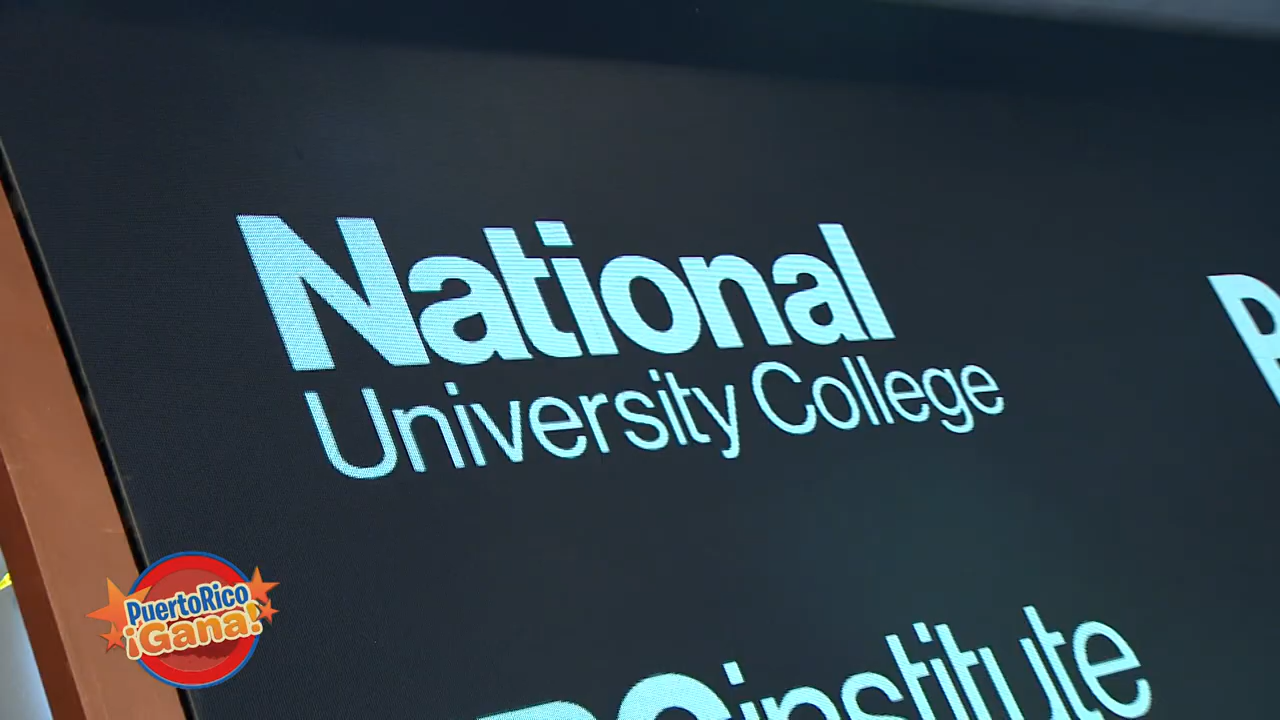 National
University College
institute
PuertoRico
¡Gana!